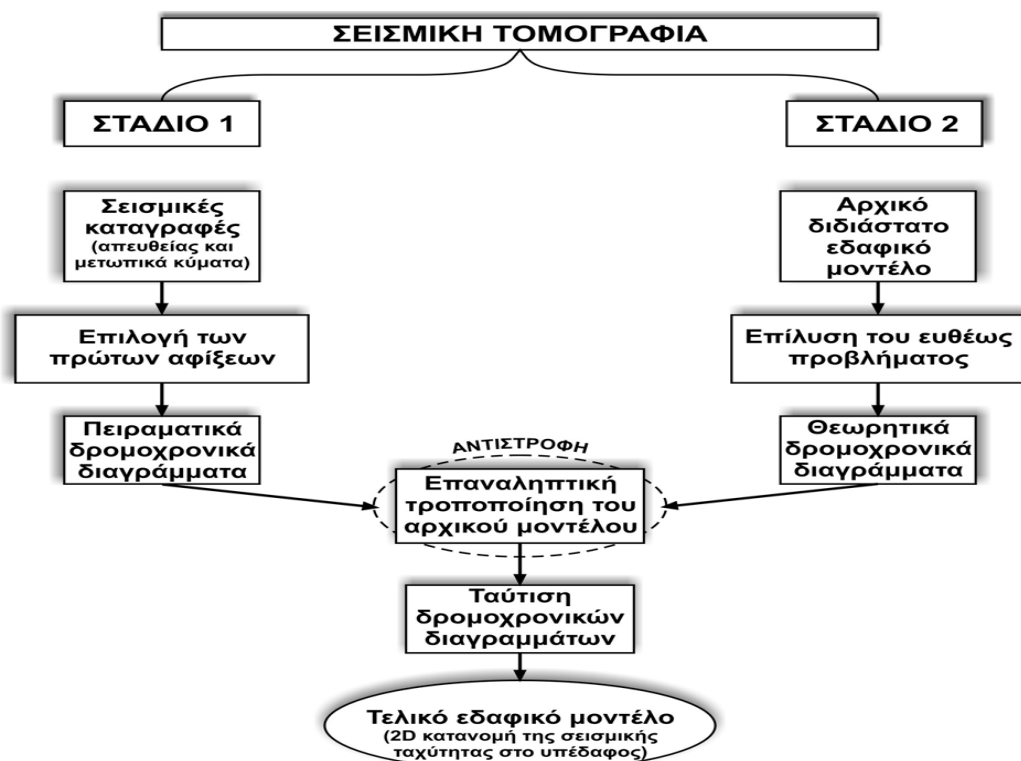 ΣΕΙΣΜΙΚΗ ΤΟΜΟΓΡΑΦΙΑ
ΣΤΑΔΙΟ 1
ΣΤΑΔΙΟ 2
Σεισμικές
καταγραφές
(απευθείας και
μετωπικά κύματα)
Αρχικό
διδιάστατο
εδαφικό
μοντέλο
Επιλογή των
πρώτων αφίξεων
Επίλυση του ευθέως
προβλήματος
Πειραματικά
δρομοχρονικά
διαγράμματα
Θεωρητικά
δρομοχρονικά
διαγράμματα
ΑΝΤΙΣΤΡΟΦΗ
Επαναληπτική
τροποποίηση του
αρχικού μοντέλου
Ταύτιση
δρομοχρονικών
διαγραμμάτων
Τελικό εδαφικό μοντέλο
(2D κατανομή της σεισμικής
ταχύτητας στο υπέδαφος)